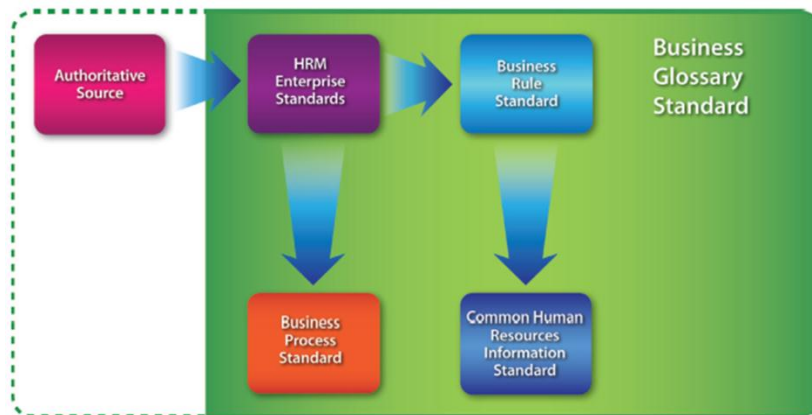 Authoritative
Source
HRM
Enterprise
Standards
Business
Rule
Standard
Business
Glossary
Standard
Business
Process
Standard
Common Human
Resources
Information
Standard